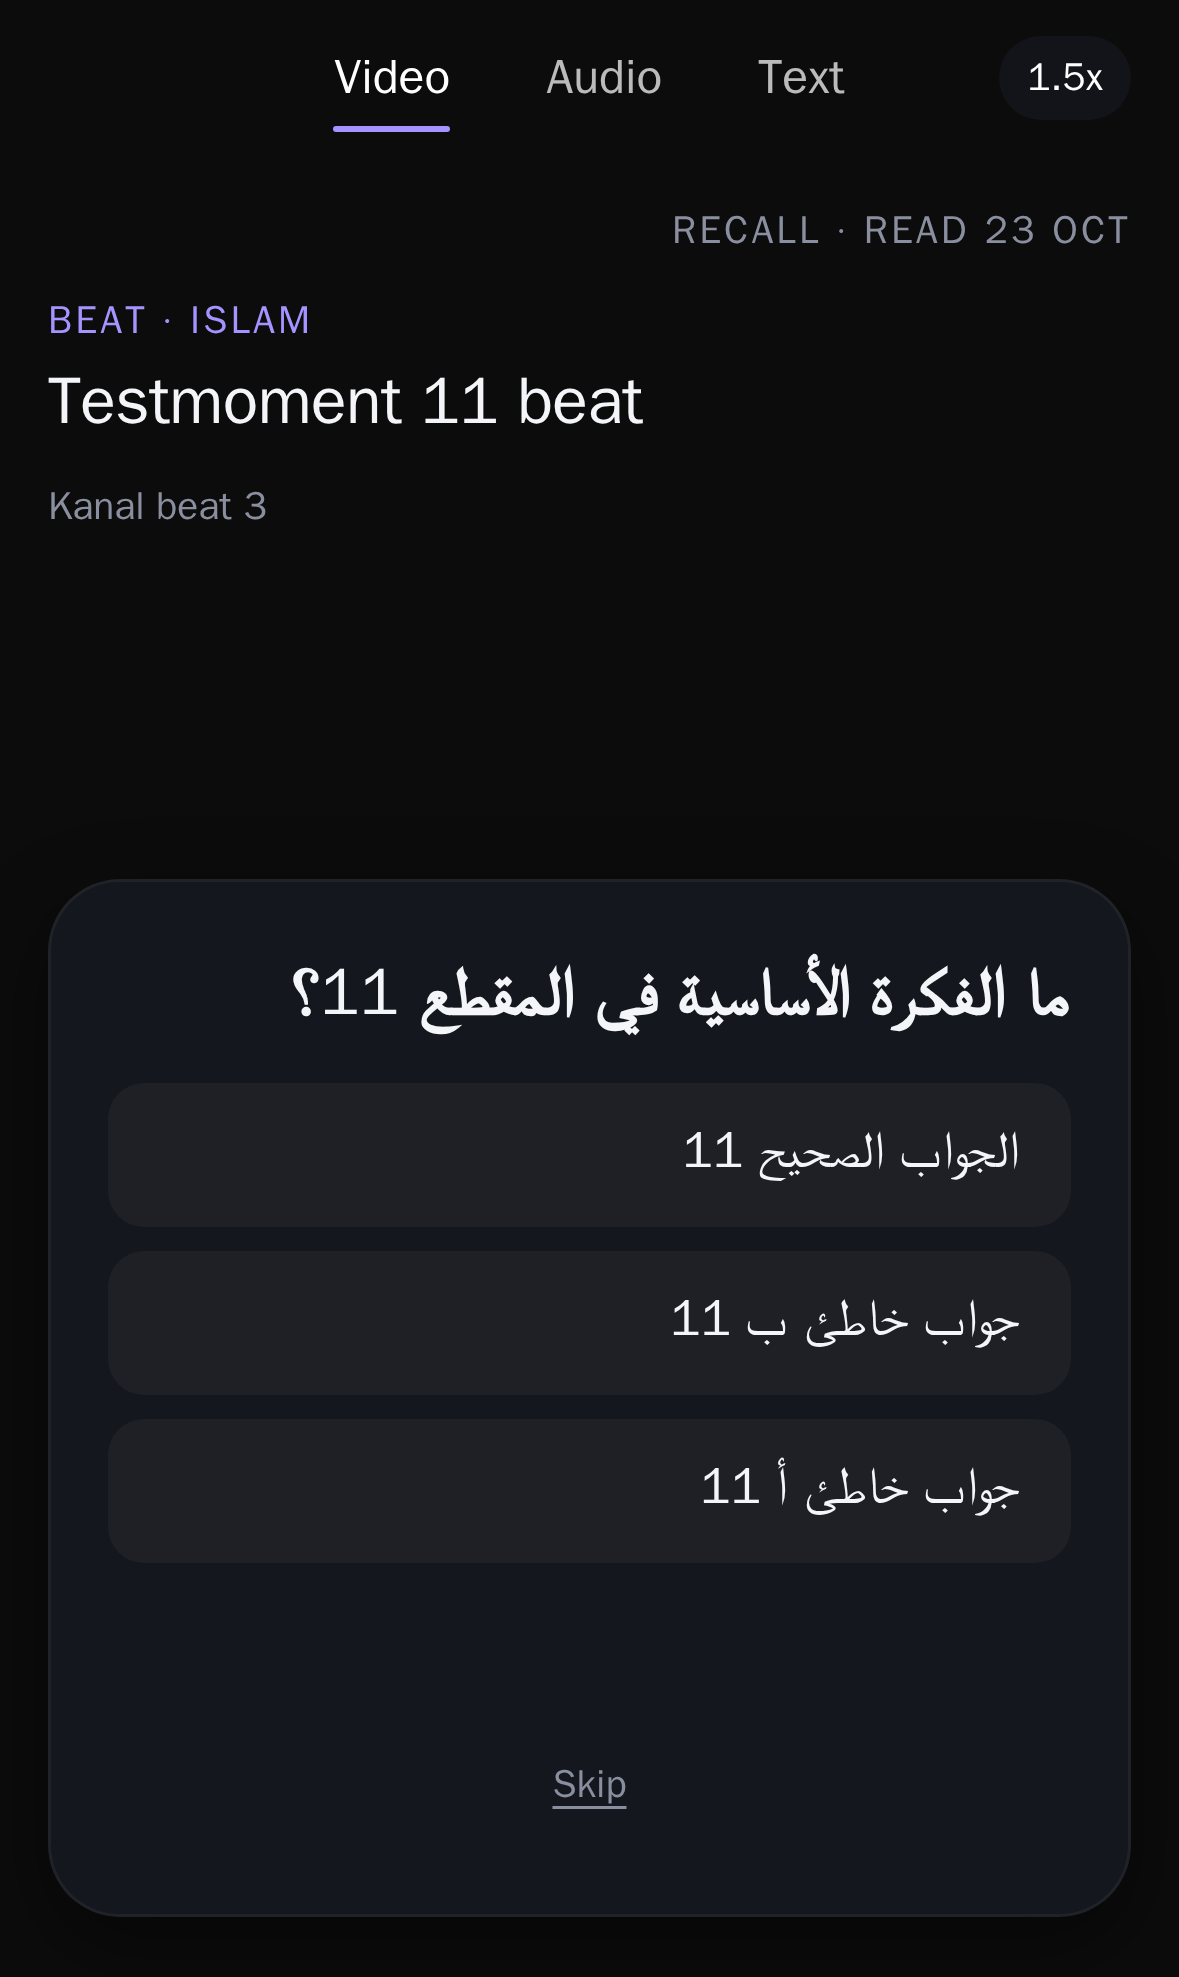 Video
Audio
Text
1.5x
RECALL · READ 23 OCT
BEAT · ISLAM
Testmoment 11 beat
Kanal beat 3
ما الفكرة الأساسية في المقطع 11؟
الجواب الصحيح 11
جواب خاطئ ب 11
جواب خاطئ أ 11
Skip